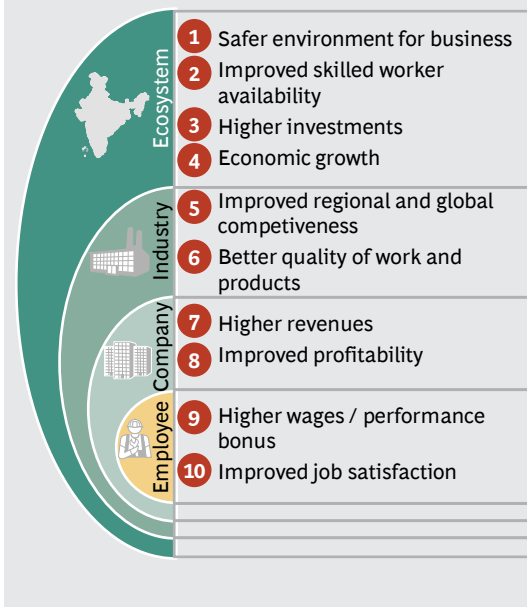 Ecosystem
1 Safer environment for business
2 Improved skilled worker
availability
3 Higher investments
4 Economic growth
Industry
5 Improved regional and global
competiveness
6 Better quality of work and
products
Company
7 Higher revenues
8 Improved profitability
Employee
9 Higher wages / performance
bonus
10 Improved job satisfaction